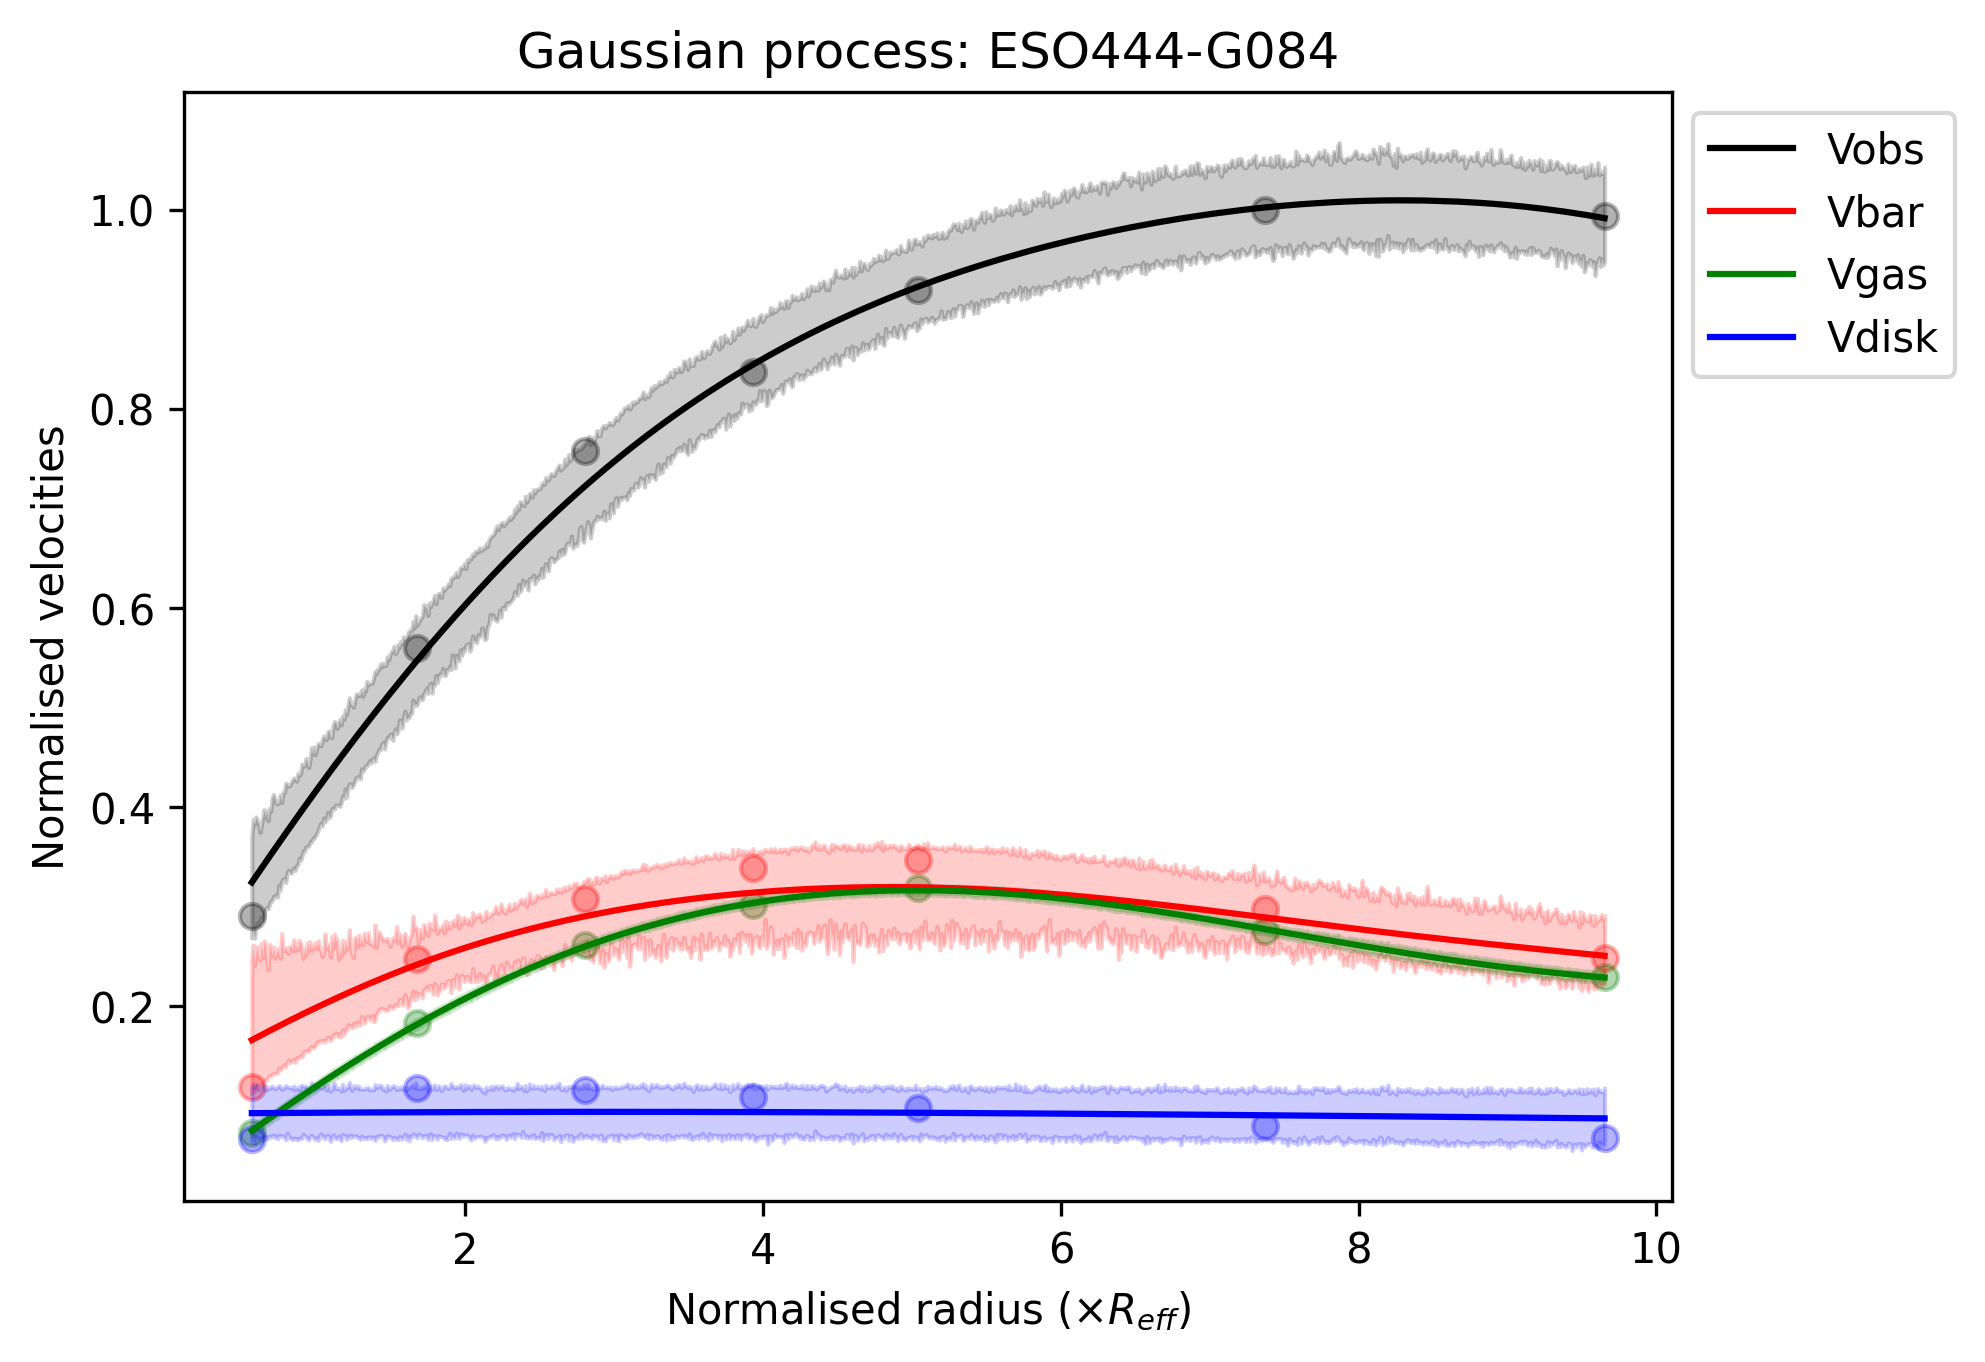 Gaussian process: ESO444-G084
Vobs
Vbar
Vgas
Vdisk
Normalised velocities
1.0
0.8
0.6
0.4
0.2
2 4 6 8 10
Normalised radius (×R_eff)